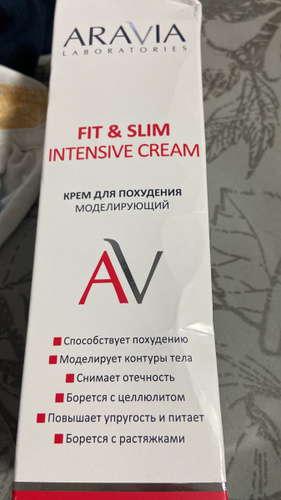 ARAVIA
LABORATORIES
FIT & SLIM
INTENSIVE CREAM
КРЕМ ДЛЯ ПОХУДЕНИЯ
МОДЕЛИРУЮЩИЙ
AV
Способствует похудению
Моделирует контуры тела
Снимает отечность
Борется с целлюлитом
Повышает упругость и питает
Борется с растяжками